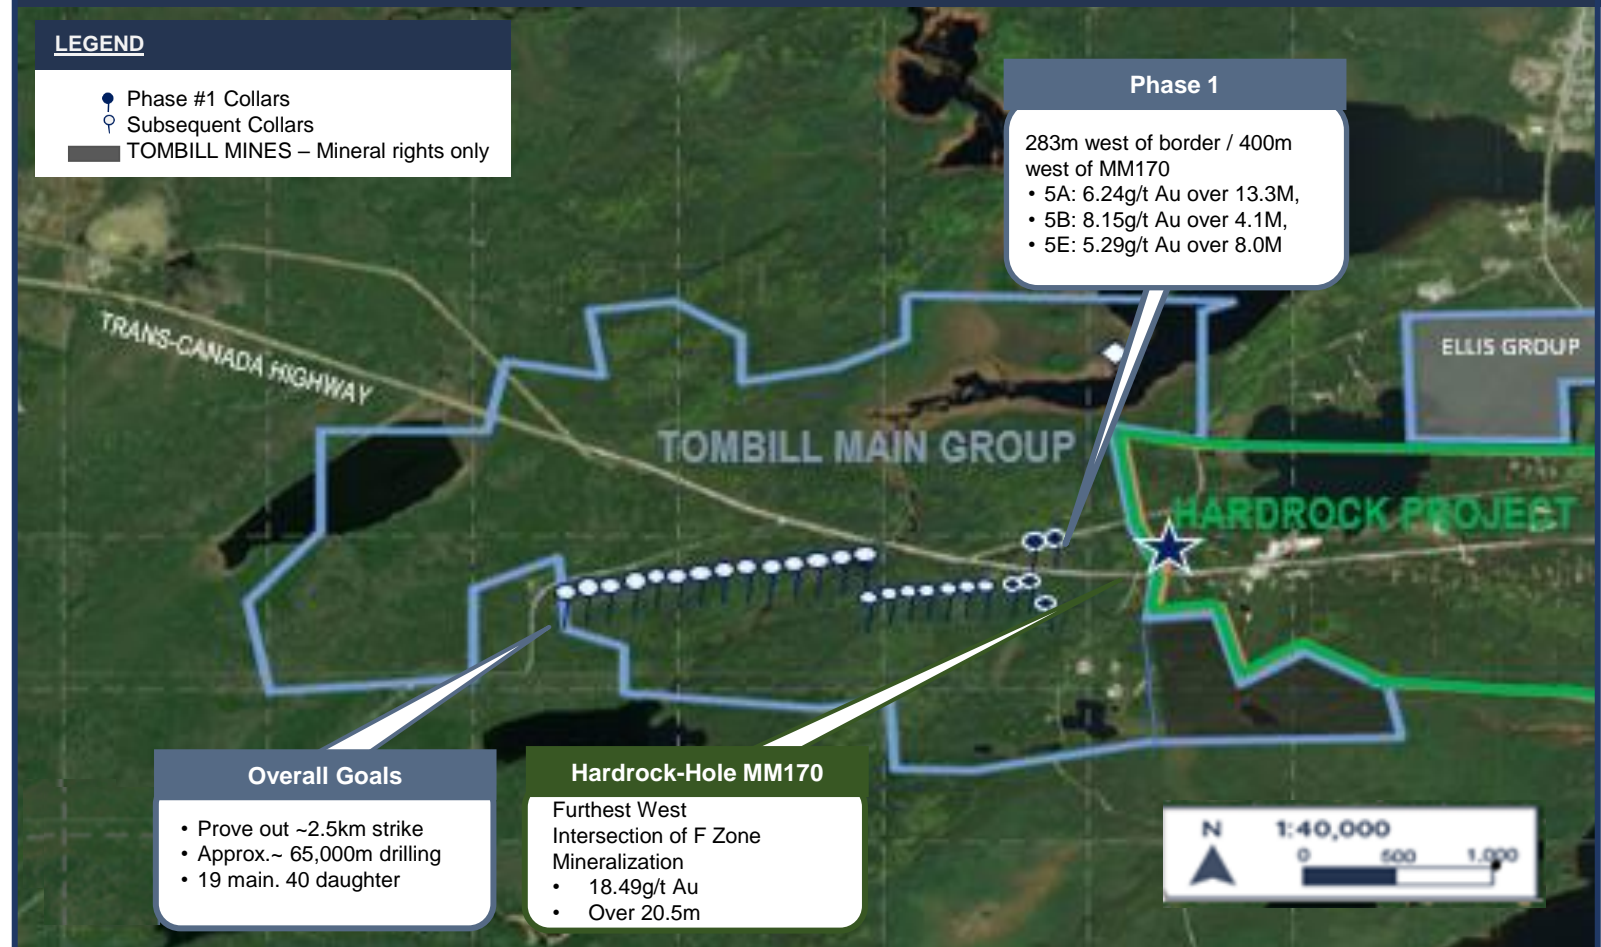 LEGEND
Phase #1 Collars
Subsequent Collars
TOMBILL MINES – Mineral rights only
Phase 1
283m west of border / 400m
west of MM170
• 5A: 6.24g/t Au over 13.3M,
• 5B: 8.15g/t Au over 4.1M,
• 5E: 5.29g/t Au over 8.0M
TRANS-CANADA HIGHWAY
ELLIS GROUP
TOMBILL MAIN GROUP
HARDROCK PROJECT
Overall Goals
• Prove out ~2.5km strike
• Approx.~ 65,000m drilling
• 19 main. 40 daughter
Hardrock-Hole MM170
Furthest West
Intersection of F Zone
Mineralization
• 18.49g/t Au
• Over 20.5m
N
1:40,000
0 500 1,000